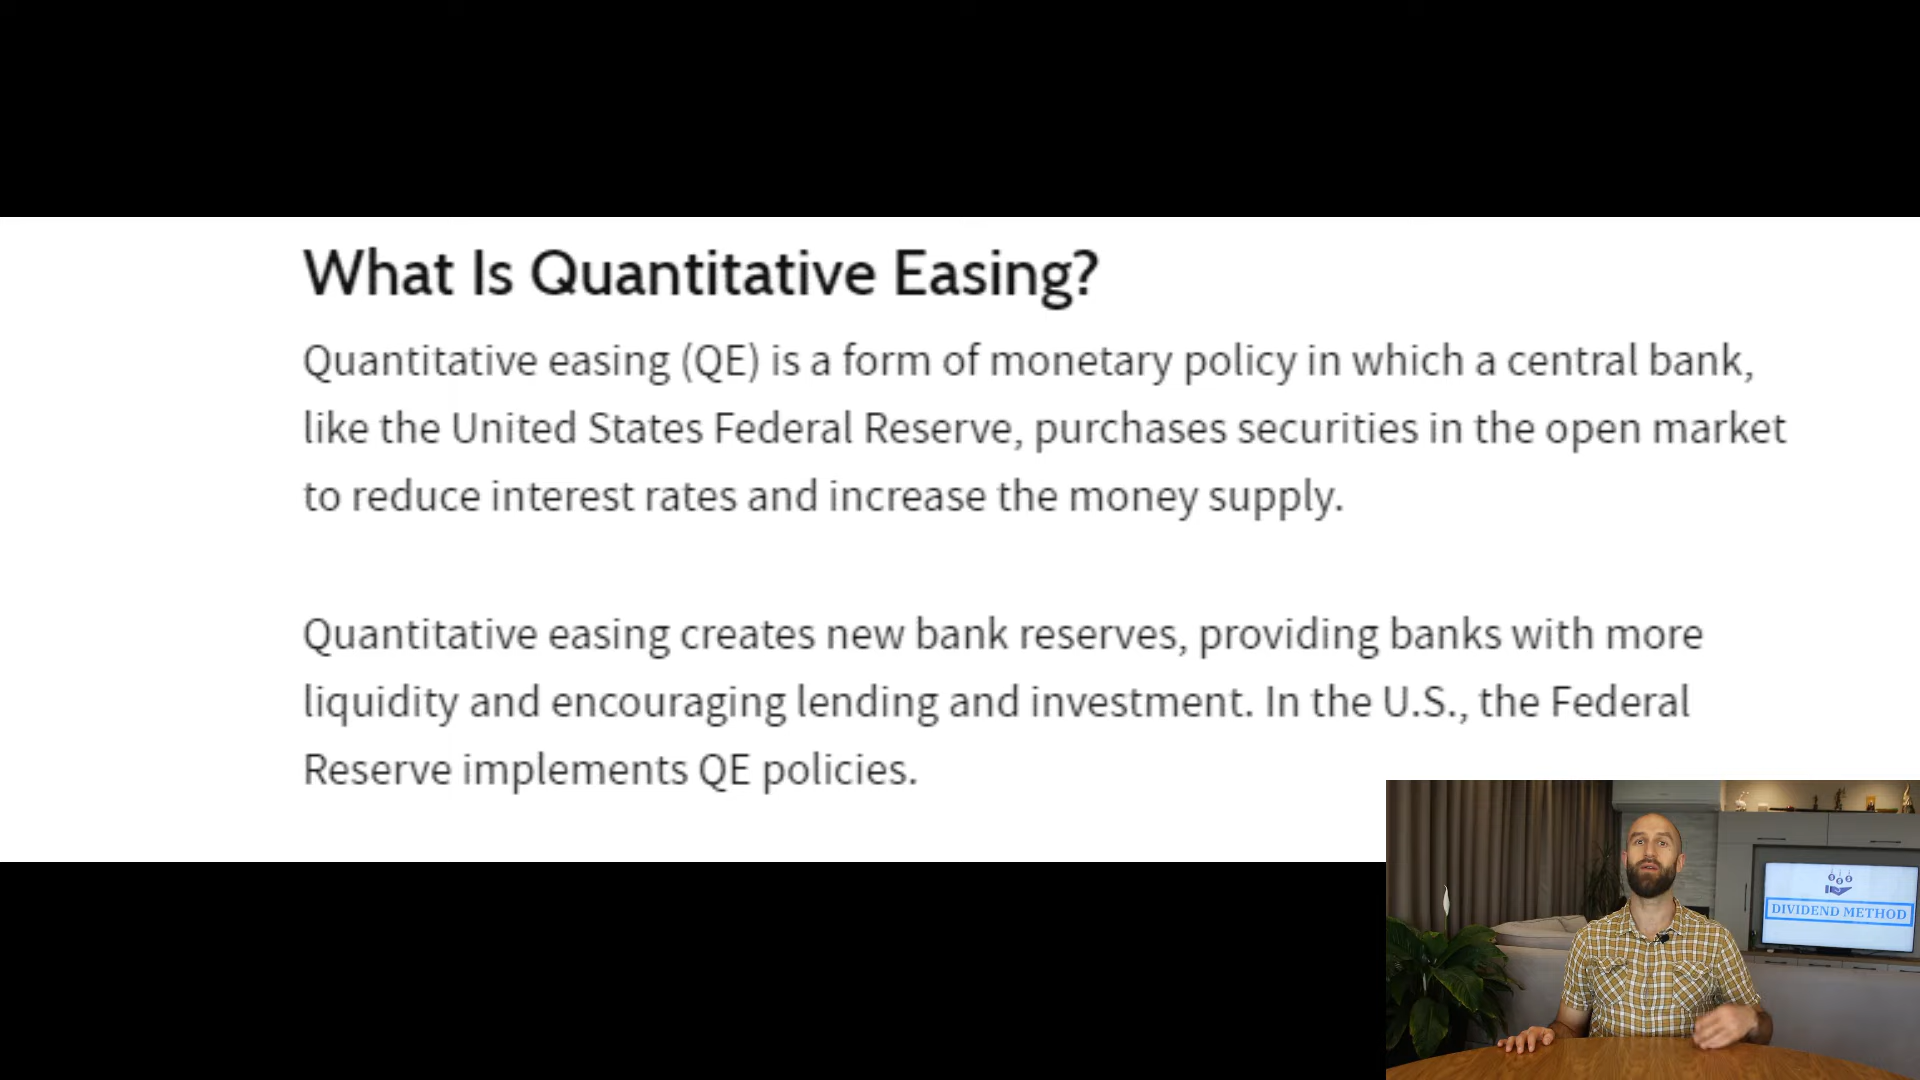 What Is Quantitative Easing?
Quantitative easing (QE) is a form of monetary policy in which a central bank,
like the United States Federal Reserve, purchases securities in the open market
to reduce interest rates and increase the money supply.
Quantitative easing creates new bank reserves, providing banks with more
liquidity and encouraging lending and investment. In the U.S., the Federal
Reserve implements QE policies.
DIVIDEND METHOD